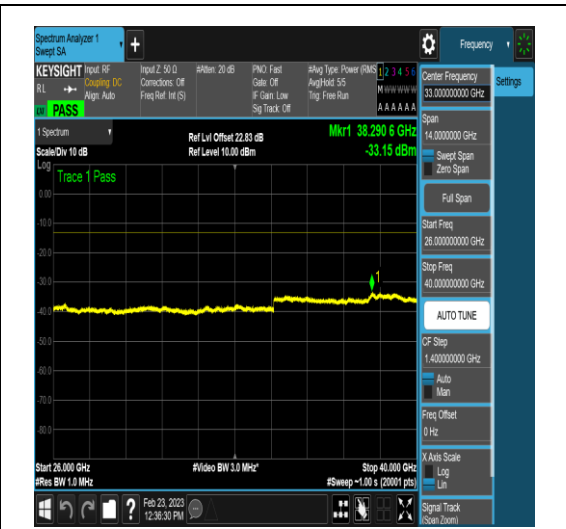 Spectrum Analyzer 1
Swept SA
+
Frequency
KEYSIGHT
Input: RF
Coupling: DC
Align: Auto
RL
PASS
Input Z: 50 Ω
Corrections: Off
Freq Ref: Int (S)
#Atten: 20 dB
PNO: Fast
Gate: Off
IF Gain: Low
Sig Track: Off
#Avg Type: Power (RMS
Avg|Hold: 5/5
Trig: Free Run
1 2 3 4 5 6
M W W W W W
A A A A A A
Center Frequency
33.000000000 GHz
Settings
Span
14.0000000 GHz
Swept Span
Zero Span
Full Span
Start Freq
26.000000000 GHz
Stop Freq
40.000000000 GHz
AUTO TUNE
CF Step
1.400000000 GHz
Auto
Man
Freq Offset
0 Hz
X Axis Scale
Log
Lin
Signal Track
(Span Zoom)
1 Spectrum
Scale/Div 10 dB
Ref Lvl Offset 22.83 dB
Ref Level 10.00 dBm
Mkr1 38.290 6 GHz
-33.15 dBm
Log
Trace 1 Pass
0.00
-10.0
-20.0
-30.0
-40.0
-50.0
-60.0
-70.0
-80.0
1
Start 26.000 GHz
#Res BW 1.0 MHz
#Video BW 3.0 MHz*
Stop 40.000 GHz
#Sweep ~1.00 s (20001 pts)
?
Feb 23, 2023
12:36:30 PM